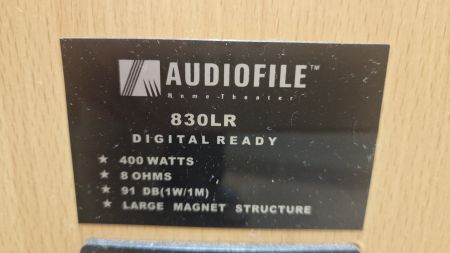 AUDIOFILE™
Home-Theater
830LR
DIGITAL READY
★ 400 WATTS
★ 8 OHMS
★ 91 DB(1W/1M)
★ LARGE MAGNET STRUCTURE